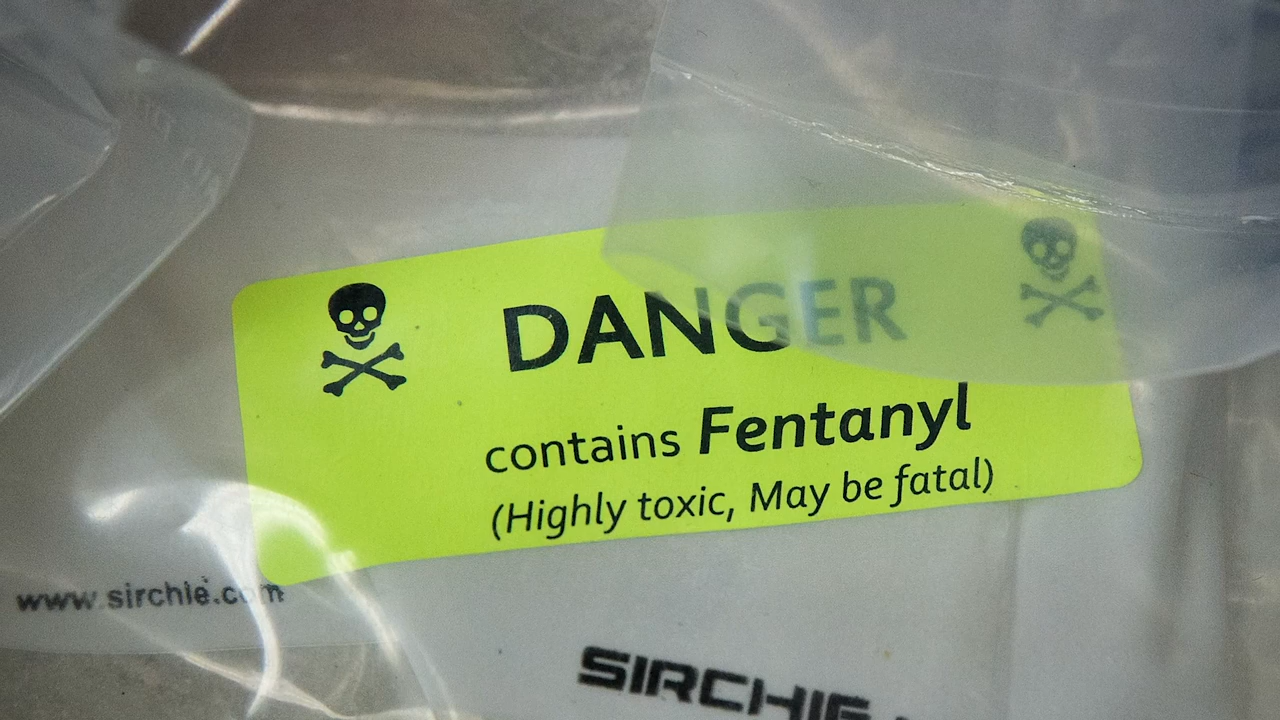 DANGER
contains Fentanyl
(Highly toxic, May be fatal)
www.sirchie.com
SIRCHIE